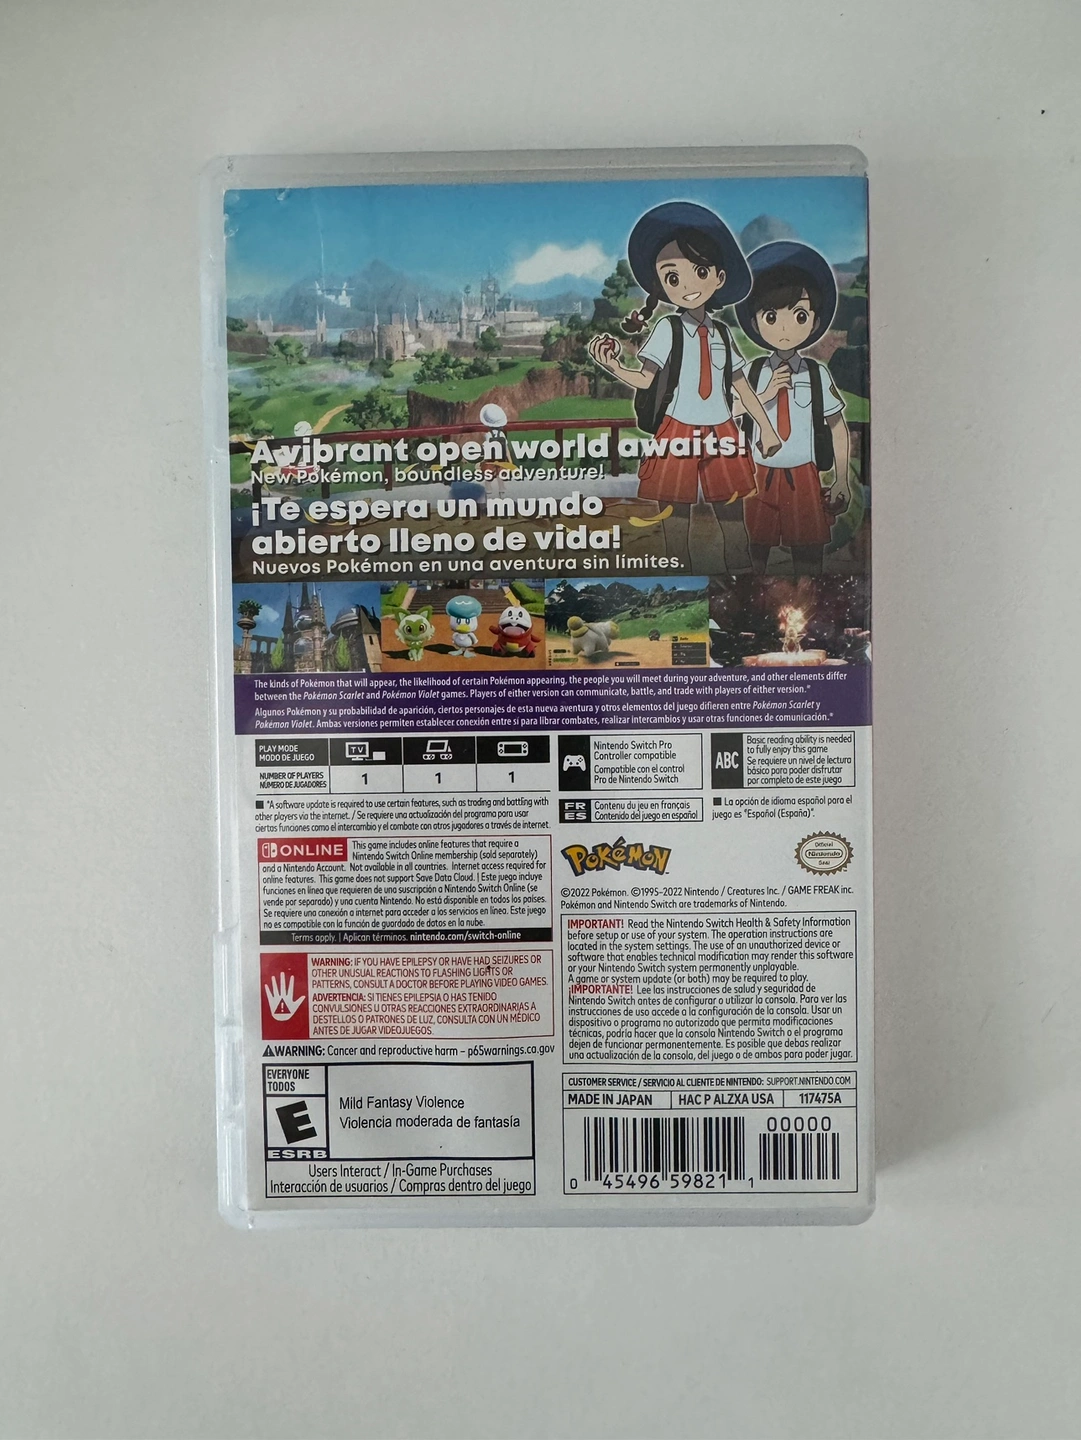 A vibrant open world awaits!
New Pokémon, boundless adventure!
¡Te espera un mundo
abierto lleno de vida!
Nuevos Pokémon en una aventura sin límites.
The kinds of Pokémon that will appear, the likelihood of certain Pokémon appearing, the people you will meet during your adventure, and other elements differ
between the Pokémon Scarlet and Pokémon Violet games. Players of either version can communicate, battle, and trade with players of either version.*
Algunos Pokémon y su probabilidad de aparición, ciertos personajes de esta nueva aventura y otros elementos del juego difieren entre Pokémon Scarlet y
Pokémon Violet. Ambas versiones permiten establecer conexión entre sí para librar combates, realizar intercambios y usar otras funciones de comunicación.*
PLAY MODE
MODO DE JUEGO
TV
NUMBER OF PLAYERS
NÚMERO DE JUGADORES
1 1 1
*A software update is required to use certain features, such as trading and battling with
other players via the internet. / Se requiere una actualización del programa para usar
ciertas funciones como el intercambio y el combate con otros jugadores a través de internet.
ONLINE
This game includes online features that require a
Nintendo Switch Online membership (sold separately)
and a Nintendo Account. Not available in all countries. Internet access required for
online features. This game does not support Save Data Cloud. | Este juego incluye
funciones en línea que requieren de una suscripción a Nintendo Switch Online (se
vende por separado) y una cuenta Nintendo. No está disponible en todos los países.
Se requiere una conexión a internet para acceder a los servicios en línea. Este juego
no es compatible con la función de guardado de datos en la nube.
Terms apply. | Aplican términos. nintendo.com/switch-online
WARNING: IF YOU HAVE EPILEPSY OR HAVE HAD SEIZURES OR
OTHER UNUSUAL REACTIONS TO FLASHING LIGHTS OR
PATTERNS, CONSULT A DOCTOR BEFORE PLAYING VIDEO GAMES.
ADVERTENCIA: SI TIENES EPILEPSIA O HAS TENIDO
CONVULSIONES U OTRAS REACCIONES EXTRAORDINARIAS A
DESTELLOS O PATRONES DE LUZ, CONSULTA CON UN MÉDICO
ANTES DE JUGAR VIDEOJUEGOS.
WARNING: Cancer and reproductive harm – p65warnings.ca.gov
EVERYONE
TODOS
E
ESRB
Mild Fantasy Violence
Violencia moderada de fantasía
Users Interact / In-Game Purchases
Interacción de usuarios / Compras dentro del juego
Nintendo Switch Pro
Controller compatible
Compatible con el control
Pro de Nintendo Switch
ABC
Basic reading ability is needed
to fully enjoy this game
Se requiere un nivel de lectura
básico para poder disfrutar
por completo de este juego
FR
ES
Contenu du jeu en français
Contenido del juego en español
La opción de idioma español para el
juego es "Español (España)".
POKéMON
Official
Nintendo
Seal
©2022 Pokémon. ©1995–2022 Nintendo / Creatures Inc. / GAME FREAK inc.
Pokémon and Nintendo Switch are trademarks of Nintendo.
IMPORTANT! Read the Nintendo Switch Health & Safety Information
before setup or use of your system. The operation instructions are
located in the system settings. The use of an unauthorized device or
software that enables technical modification may render this software
or your Nintendo Switch system permanently unplayable.
A game or system update (or both) may be required to play.
¡IMPORTANTE! Lee las instrucciones de salud y seguridad de
Nintendo Switch antes de configurar o utilizar la consola. Para ver las
instrucciones de uso accede a la configuración de la consola. Usar un
dispositivo o programa no autorizado que permita modificaciones
técnicas, podría hacer que la consola Nintendo Switch o el programa
dejen de funcionar permanentemente. Es posible que debas realizar
una actualización de la consola, del juego o de ambos para poder jugar.
CUSTOMER SERVICE / SERVICIO AL CLIENTE DE NINTENDO: SUPPORT.NINTENDO.COM
MADE IN JAPAN HAC P ALZXA USA 117475A
00000
0 45496 59821 1